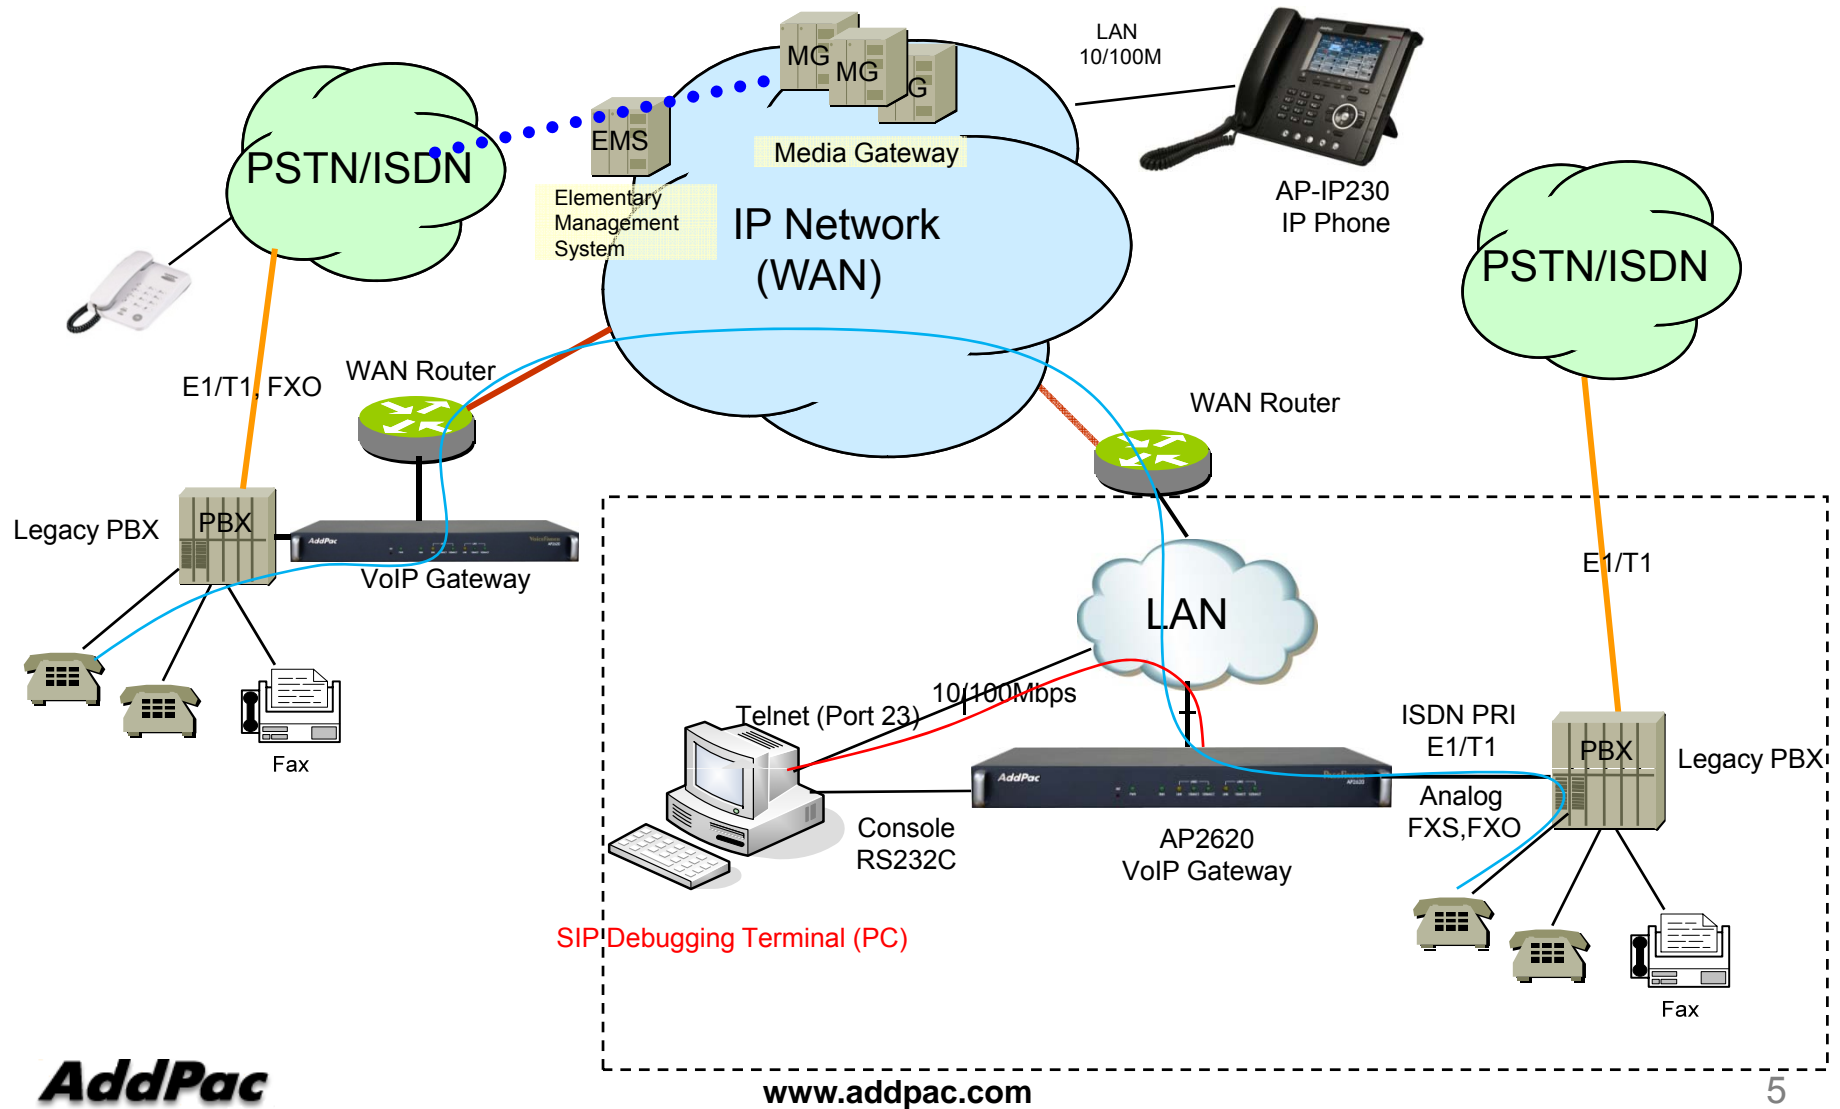 LAN
10/100M
MG
MG
G
EMS
Media Gateway
PSTN/ISDN
Elementary
Management
System
IP Network
(WAN)
AP-IP230
IP Phone
PSTN/ISDN
WAN Router
E1/T1, FXO
WAN Router
PBX
Legacy PBX
AddPac
VoIP Gateway
E1/T1
LAN
10/100Mbps
Telnet (Port 23)
ISDN PRI
E1/T1
PBX
Legacy PBX
AddPac
AP2620
Console
RS232C
Analog
FXS,FXO
AP2620
VoIP Gateway
Fax
SIP Debugging Terminal (PC)
Fax
AddPac
www.addpac.com
5